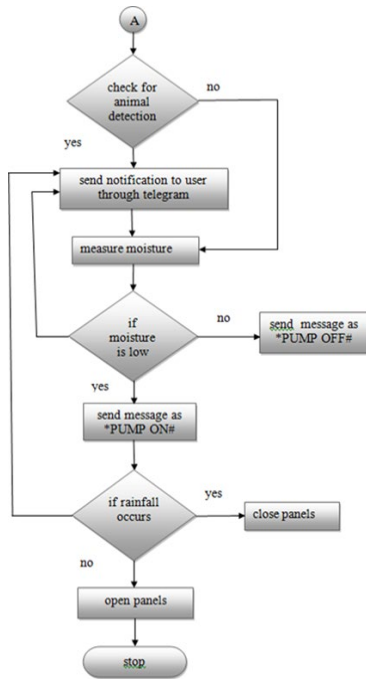 A
check for
animal
detection
no
yes
send notification to user
through telegram
measure moisture
if
moisture
is low
no
send message as
*PUMP OFF#
yes
send message as
*PUMP ON#
if rainfall
occurs
yes
close panels
no
open panels
stop